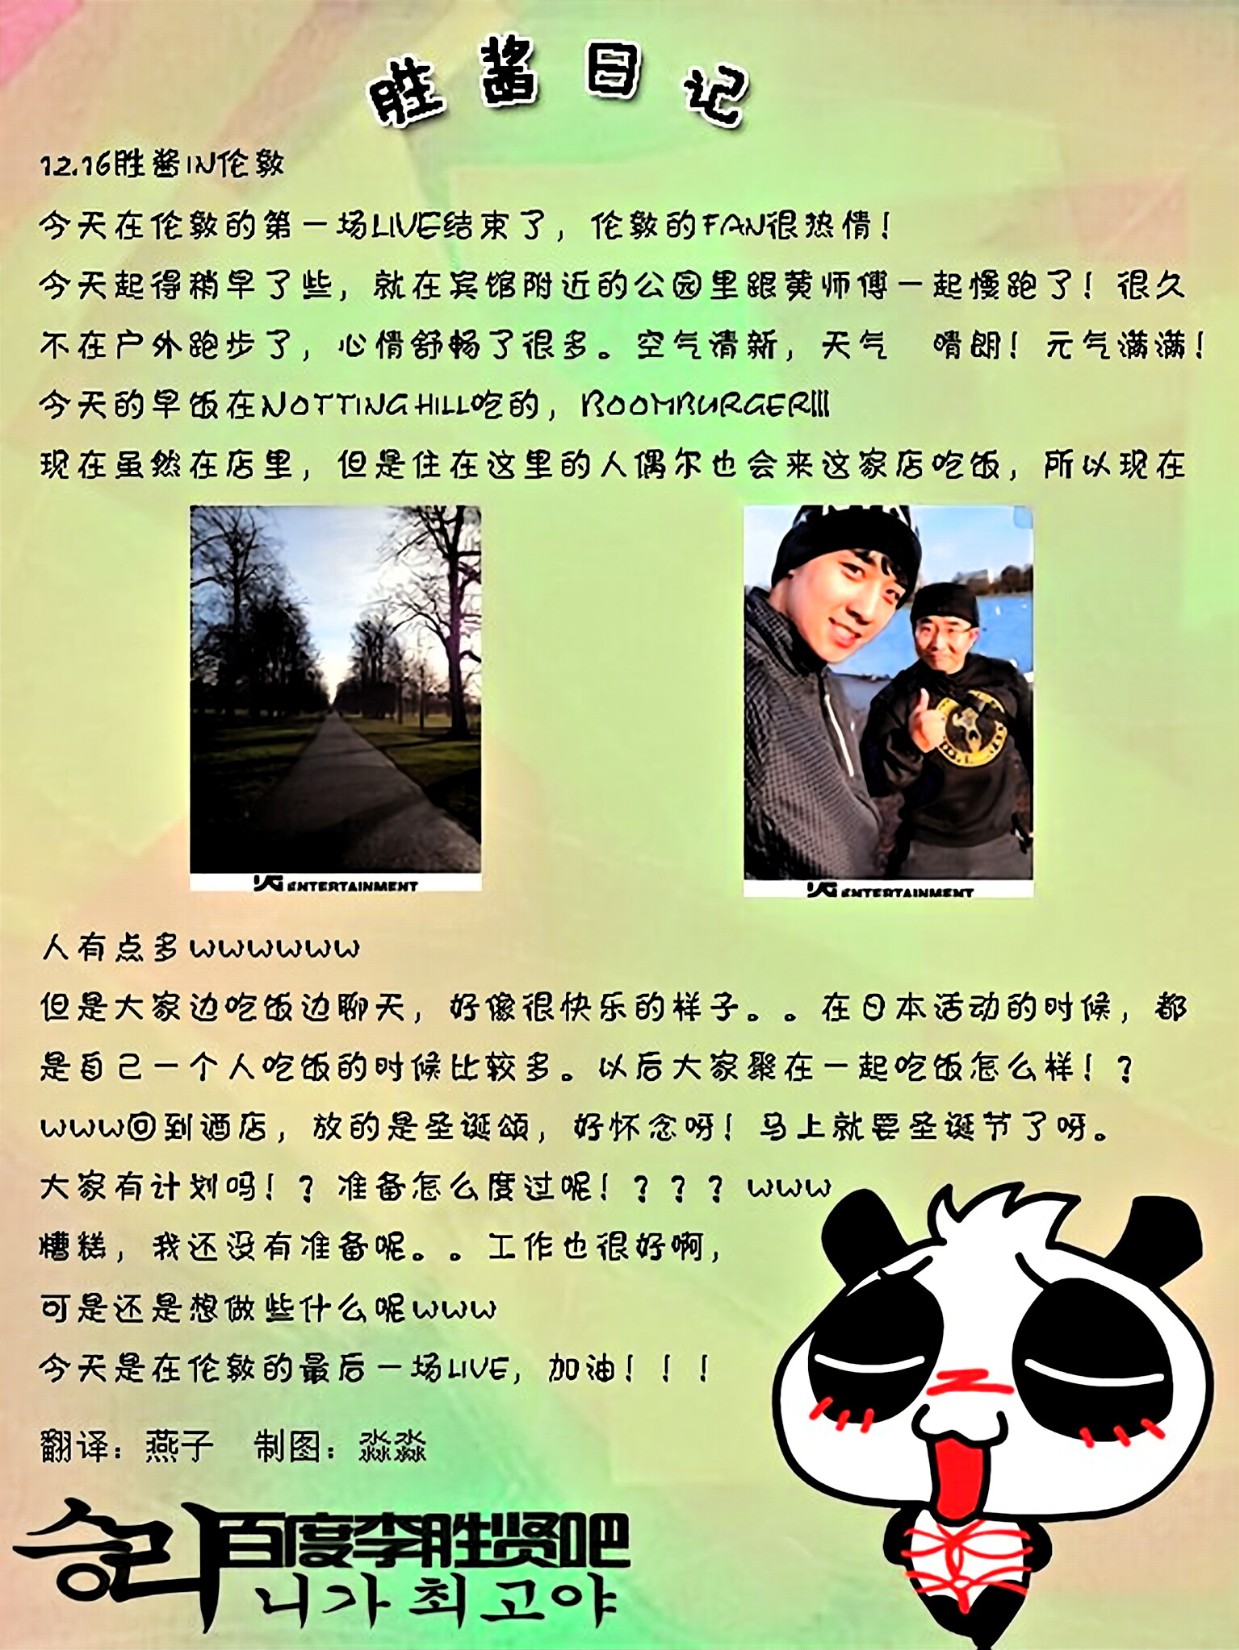 胜酱日记
12.16胜酱IN伦敦
今天在伦敦的第一场LIVE结束了，伦敦的FAN很热情！
今天起得稍早了些，就在宾馆附近的公园里跟黄师傅一起慢跑了！很久
不在户外跑步了，心情舒畅了很多。空气清新，天气　晴朗！元气满满！
今天的早饭在NOTTING HILL吃的，BOOMBURGER!!!
现在虽然在店里，但是住在这里的人偶尔也会来这家店吃饭，所以现在
YG ENTERTAINMENT
YG ENTERTAINMENT
人有点多wwwwww
但是大家边吃饭边聊天，好像很快乐的样子。。在日本活动的时候，都
是自己一个人吃饭的时候比较多。以后大家聚在一起吃饭怎么样！？
www回到酒店，放的是圣诞颂，好怀念呀！马上就要圣诞节了呀。
大家有计划吗！？准备怎么度过呢！？？？www
糟糕，我还没有准备呢。。工作也很好啊，
可是还是想做些什么呢www
今天是在伦敦的最后一场LIVE，加油！！！
翻译：燕子　制图：淼淼
승리百度李胜贤吧
니가 최고야